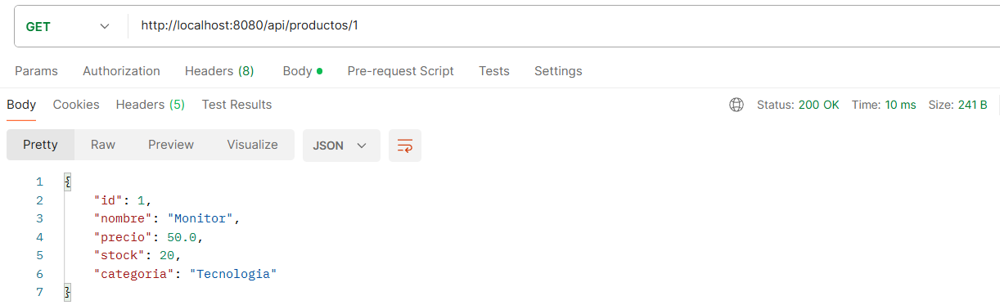 GET http://localhost:8080/api/productos/1
Params Authorization Headers (8) Body Pre-request Script Tests Settings
Body Cookies Headers (5) Test Results Status: 200 OK Time: 10 ms Size: 241 B
Pretty Raw Preview Visualize JSON
1 {
2 "id": 1,
3 "nombre": "Monitor",
4 "precio": 50.0,
5 "stock": 20,
6 "categoria": "Tecnologia"
7 }